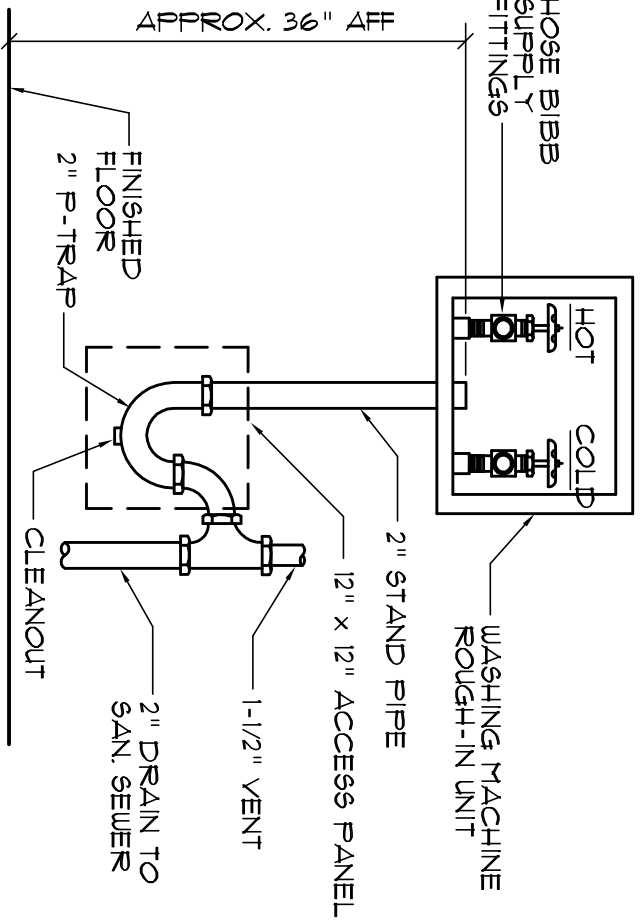 HOSE BIBB
SUPPLY
FITTINGS
HOT
COLD
WASHING MACHINE
ROUGH-IN UNIT
APPROX. 36" AFF
2" STAND PIPE
12" x 12" ACCESS PANEL
1-1/2" VENT
FINISHED
FLOOR
2" P-TRAP
2" DRAIN TO
SAN. SEWER
CLEANOUT